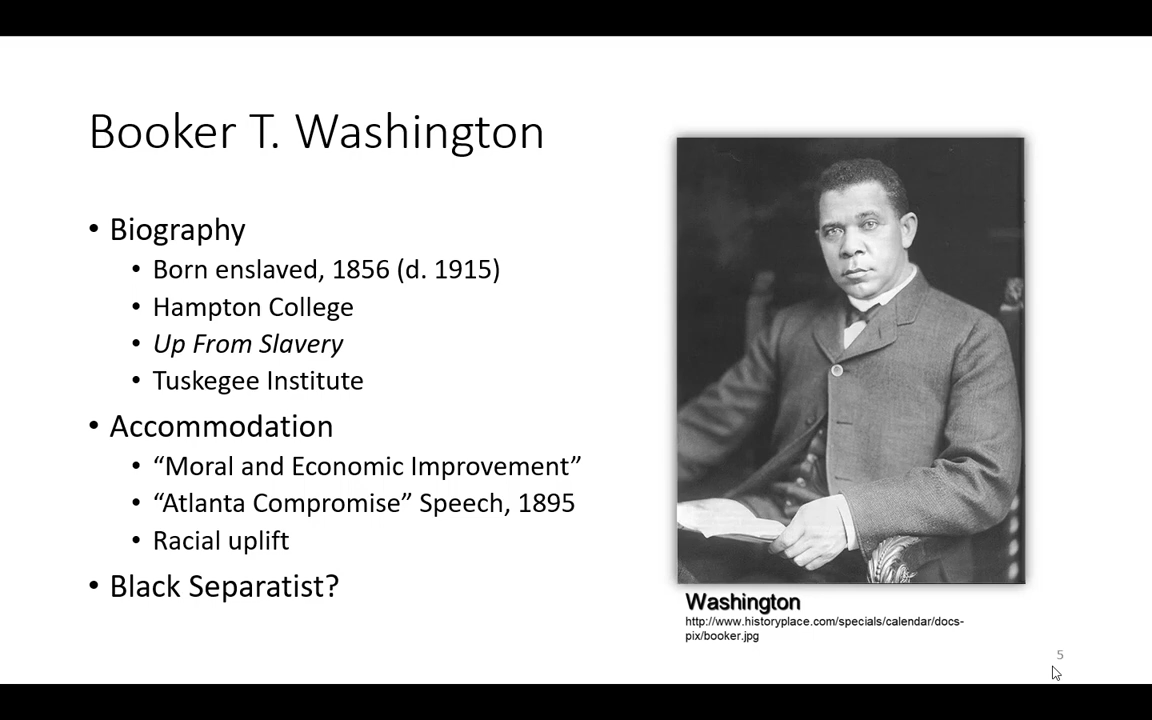 Booker T. Washington
• Biography
• Born enslaved, 1856 (d. 1915)
• Hampton College
• Up From Slavery
• Tuskegee Institute
• Accommodation
• “Moral and Economic Improvement”
• “Atlanta Compromise” Speech, 1895
• Racial uplift
• Black Separatist?
Washington
http://www.historyplace.com/specials/calendar/docs-
pix/booker.jpg
5